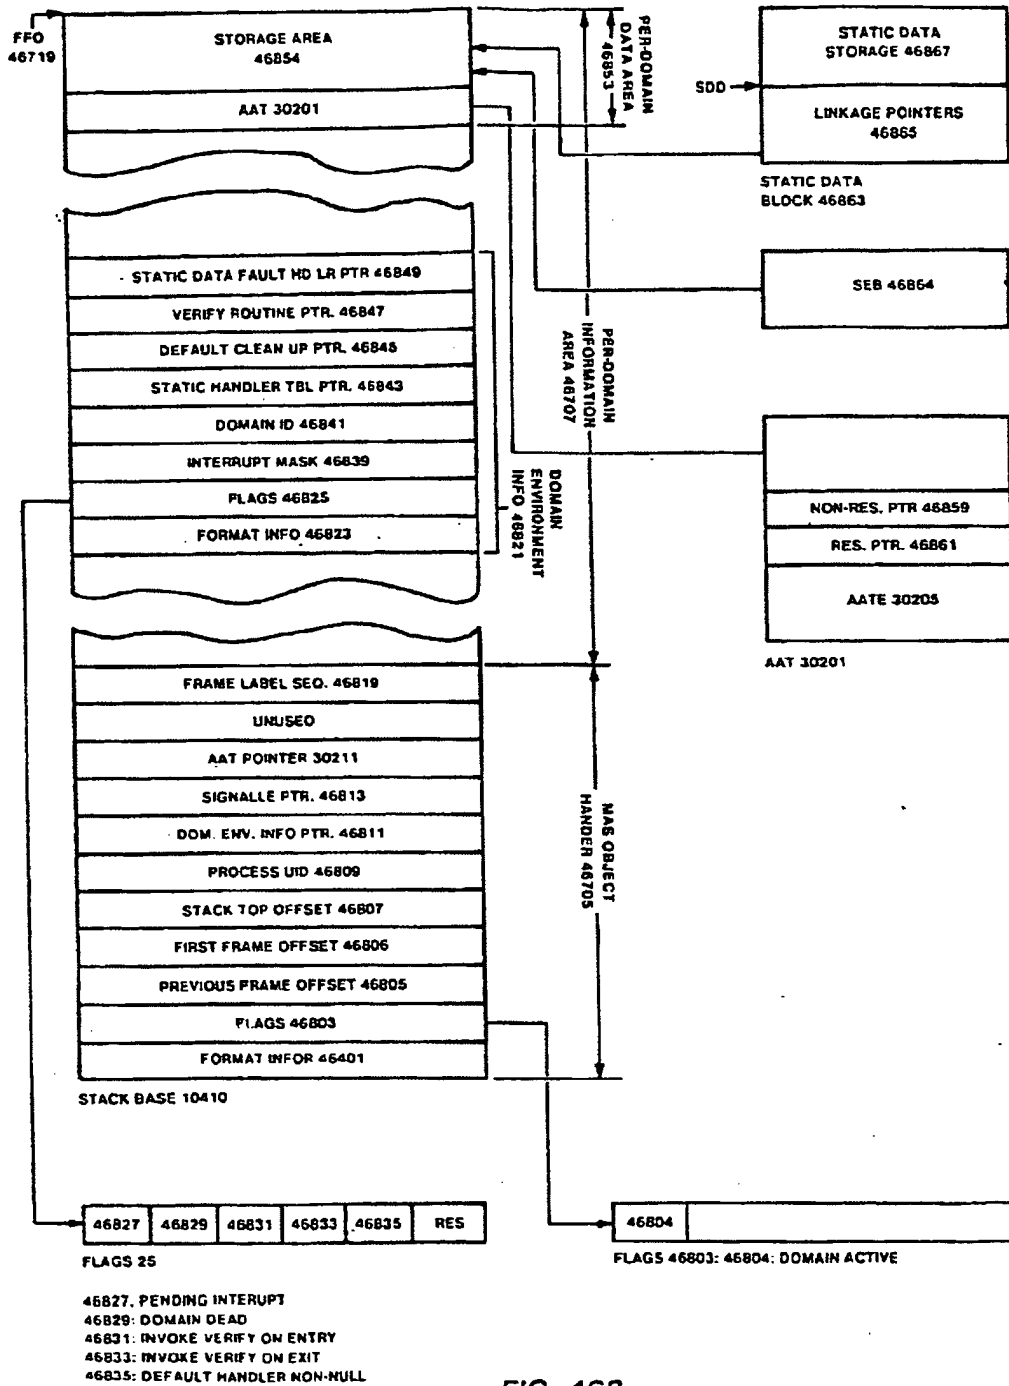 FFO
46719
STORAGE AREA
46854
AAT 30201
PER-DOMAIN
DATA AREA
46853
STATIC DATA
STORAGE 46867
SDD
LINKAGE POINTERS
46865
STATIC DATA
BLOCK 46863
STATIC DATA FAULT HD LR PTR 46849
VERIFY ROUTINE PTR. 46847
DEFAULT CLEAN UP PTR. 46845
STATIC HANDLER TBL PTR. 46843
DOMAIN ID 46841
INTERRUPT MASK 46839
FLAGS 46825
FORMAT INFO 46823
DOMAIN
ENVIRONMENT
INFO 46821
PER-DOMAIN
INFORMATION
AREA 46707
SEB 46864
NON-RES. PTR 46859
RES. PTR. 46861
AATE 30205
AAT 30201
FRAME LABEL SEQ. 46819
UNUSED
AAT POINTER 30211
SIGNALLE PTR. 46813
DOM. ENV. INFO PTR. 46811
PROCESS UID 46809
STACK TOP OFFSET 46807
FIRST FRAME OFFSET 46806
PREVIOUS FRAME OFFSET 46805
FLAGS 46803
FORMAT INFOR 46401
MAS OBJECT
HANDER 46705
STACK BASE 10410
46827 46829 46831 46833 46835 RES
FLAGS 25
46804
FLAGS 46803: 46804: DOMAIN ACTIVE
46827. PENDING INTERUPT
46829: DOMAIN DEAD
46831: INVOKE VERIFY ON ENTRY
46833: INVOKE VERIFY ON EXIT
46835: DEFAULT HANDLER NON-NULL
FIG. 468